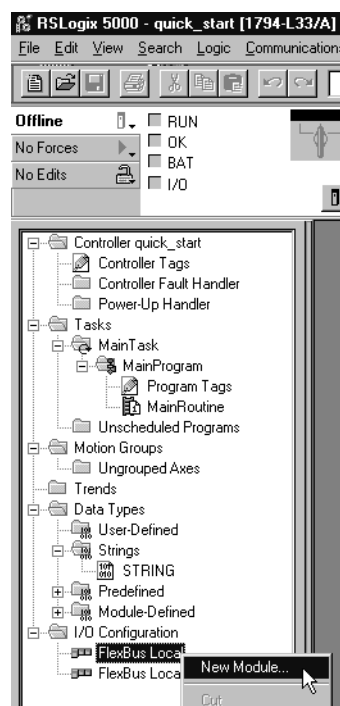 RSLogix 5000 - quick_start [1794-L33/A]
File Edit View Search Logic Communication
Offline
RUN
No Forces
OK
BAT
No Edits
I/O
Controller quick_start
Controller Tags
Controller Fault Handler
Power-Up Handler
Tasks
MainTask
MainProgram
Program Tags
MainRoutine
Unscheduled Programs
Motion Groups
Ungrouped Axes
Trends
Data Types
User-Defined
Strings
STRING
Predefined
Module-Defined
I/O Configuration
FlexBus Local
New Module...
FlexBus Loca
Cut